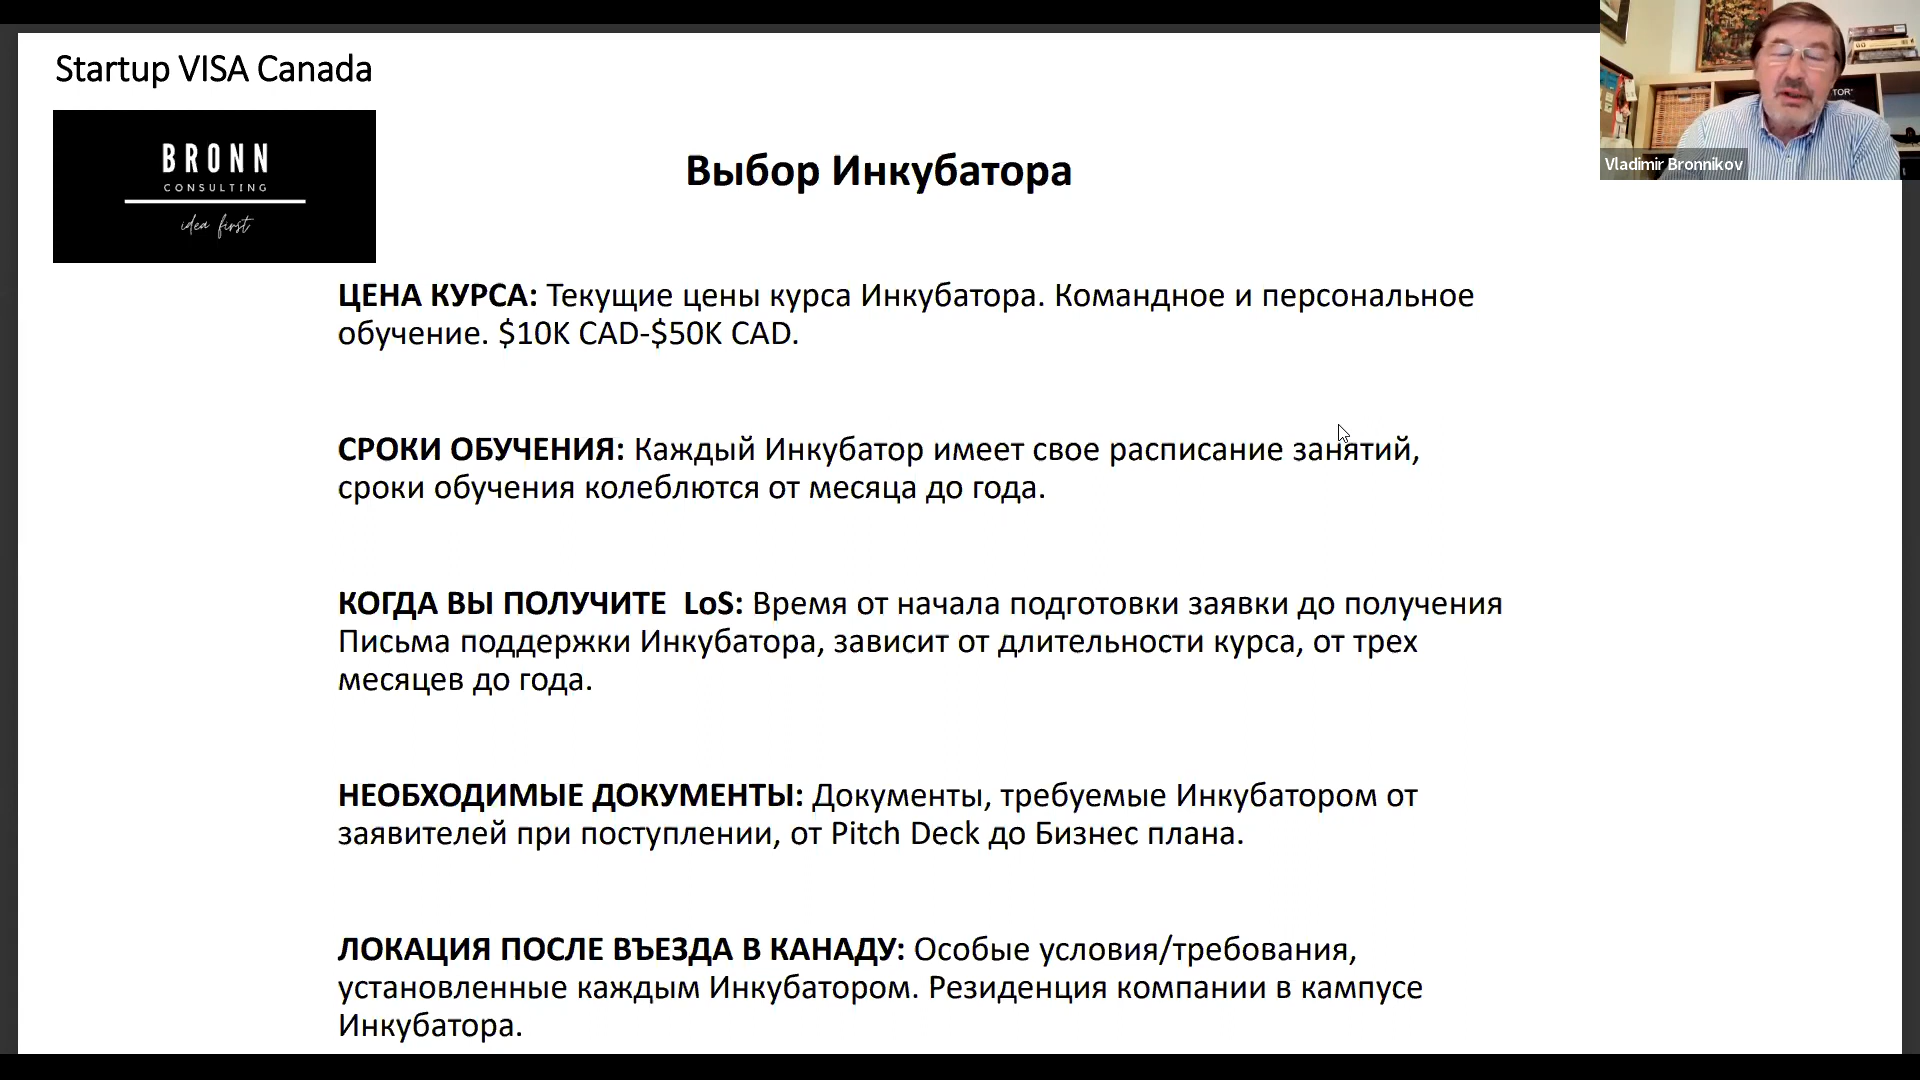 Startup VISA Canada
BRONN
CONSULTING
idea first
Выбор Инкубатора
TOR'
Vladimir Bronnikov
ЦЕНА КУРСА: Текущие цены курса Инкубатора. Командное и персональное
обучение. $10K CAD-$50K CAD.
СРОКИ ОБУЧЕНИЯ: Каждый Инкубатор имеет свое расписание занятий,
сроки обучения колеблются от месяца до года.
КОГДА ВЫ ПОЛУЧИТЕ  LoS: Время от начала подготовки заявки до получения
Письма поддержки Инкубатора, зависит от длительности курса, от трех
месяцев до года.
НЕОБХОДИМЫЕ ДОКУМЕНТЫ: Документы, требуемые Инкубатором от
заявителей при поступлении, от Pitch Deck до Бизнес плана.
ЛОКАЦИЯ ПОСЛЕ ВЪЕЗДА В КАНАДУ: Особые условия/требования,
установленные каждым Инкубатором. Резиденция компании в кампусе
Инкубатора.